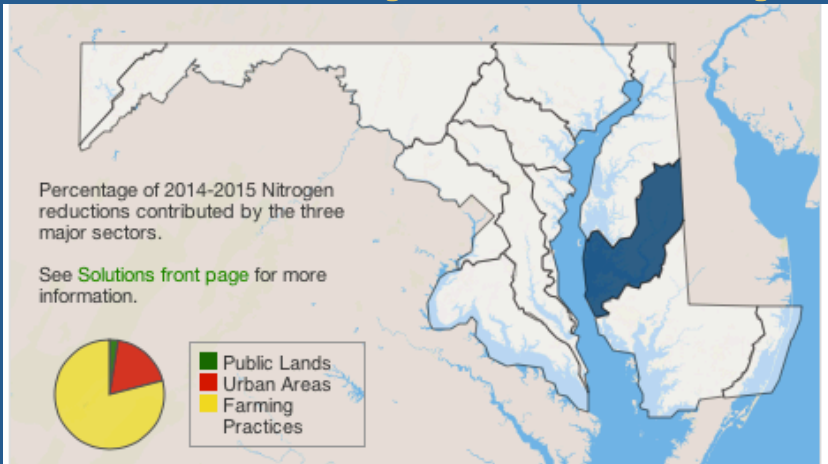 Percentage of 2014-2015 Nitrogen
reductions contributed by the three
major sectors.
See Solutions front page for more
information.
Public Lands
Urban Areas
Farming
Practices